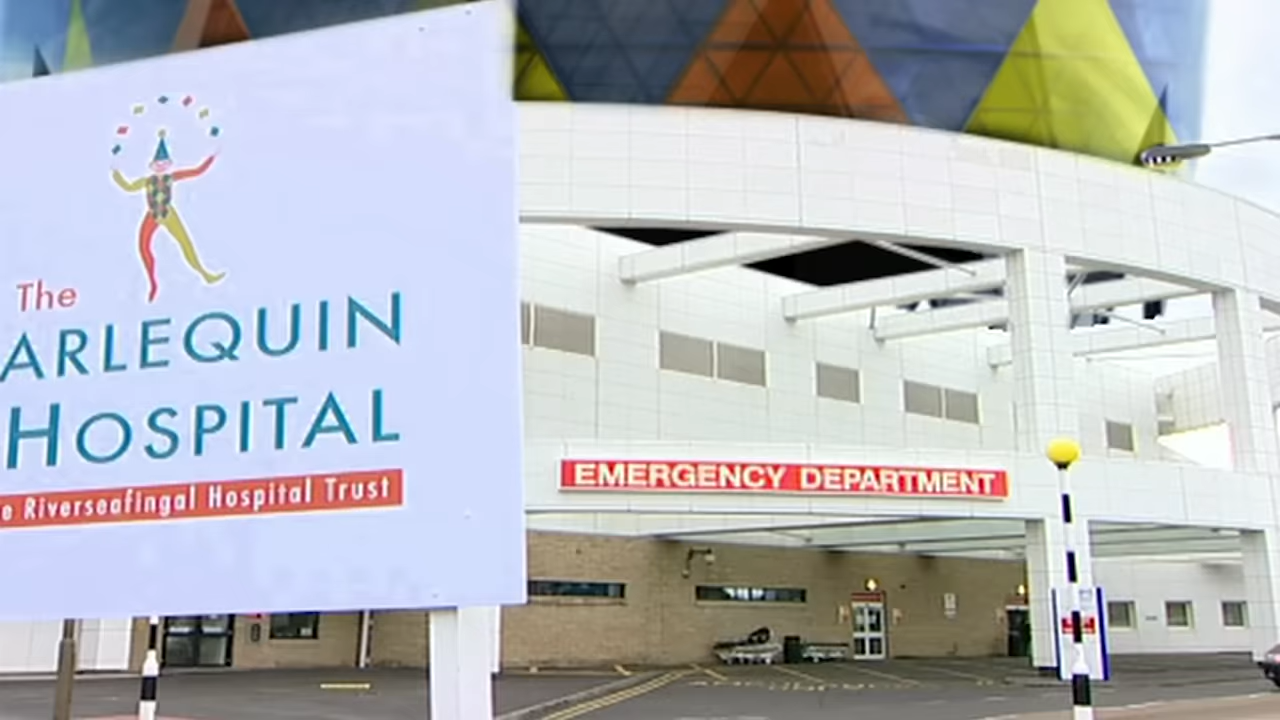 The
ARLEQUIN
HOSPITAL
e Riverseafingal Hospital Trust
EMERGENCY DEPARTMENT